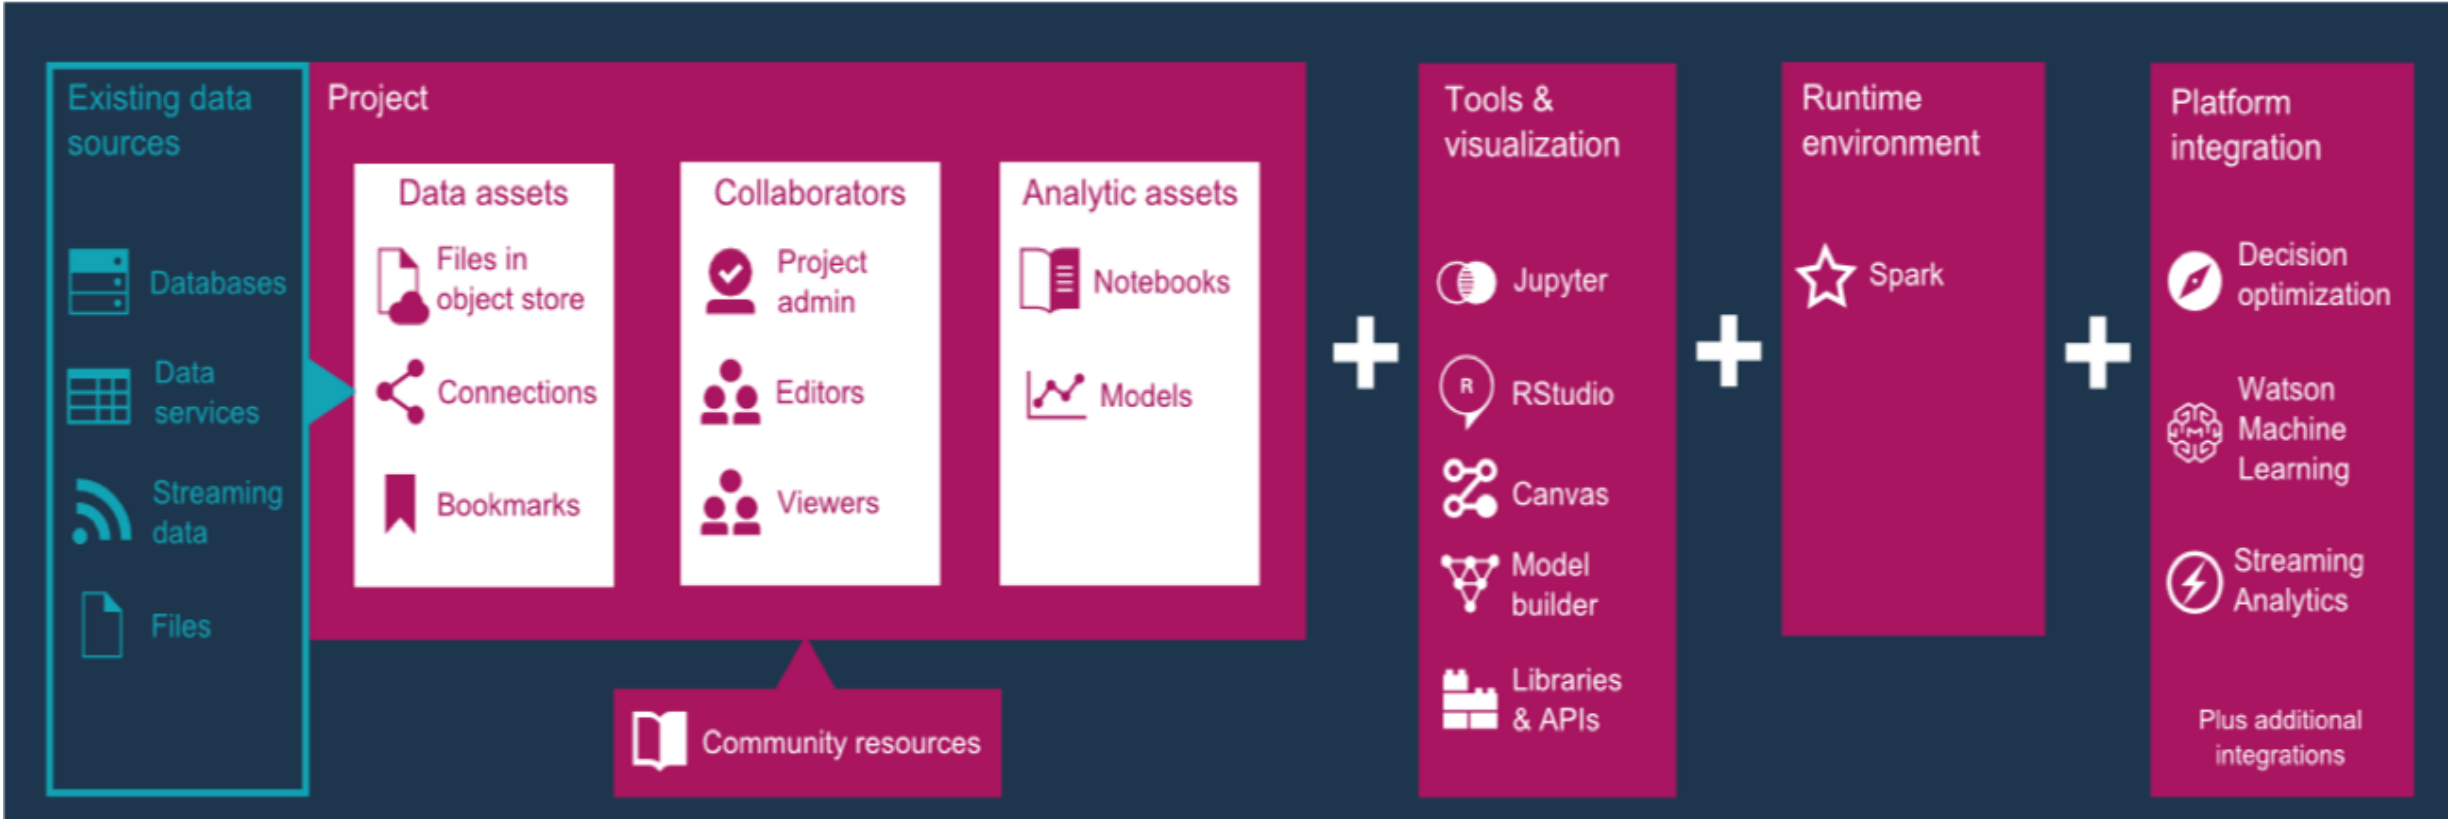 Existing data
sources
Databases
Data
services
Streaming
data
Files
Project
Data assets
Files in
object store
Connections
Bookmarks
Collaborators
Project
admin
Editors
Viewers
Analytic assets
Notebooks
Models
Community resources
Tools &
visualization
Jupyter
R
RStudio
Canvas
Model
builder
Libraries
& APIs
Runtime
environment
Spark
Platform
integration
Decision
optimization
Watson
Machine
Learning
Streaming
Analytics
Plus additional
integrations